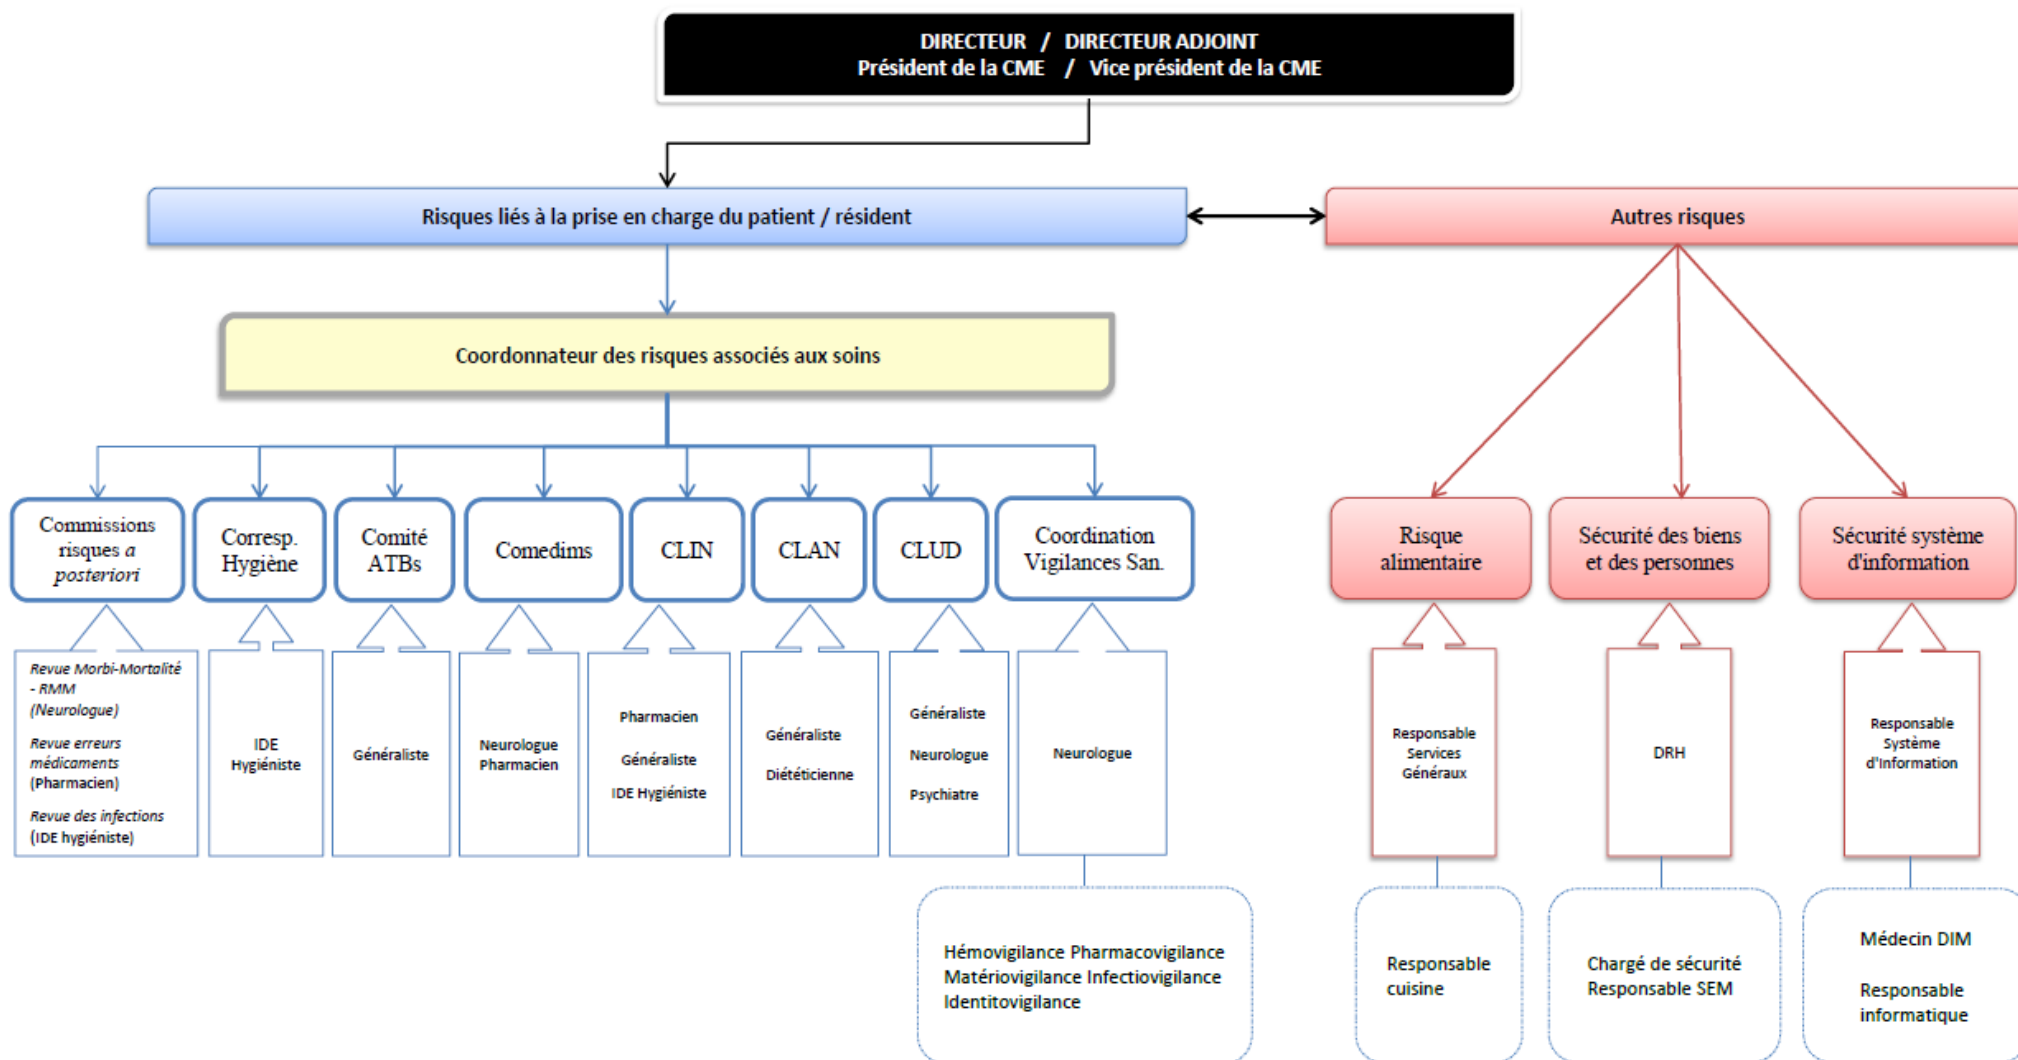 DIRECTEUR / DIRECTEUR ADJOINT
Président de la CME / Vice président de la CME
Risques liés à la prise en charge du patient / résident
Autres risques
Coordonnateur des risques associés aux soins
Commissions
risques a
posteriori
Corresp.
Hygiène
Comité
ATBs
Comedims
CLIN
CLAN
CLUD
Coordination
Vigilances San.
Risque
alimentaire
Sécurité des biens
et des personnes
Sécurité système
d'information
Revue Morbi-Mortalité
- RMM
(Neurologue)
Revue erreurs
médicaments
(Pharmacien)
Revue des infections
(IDE hygiéniste)
IDE
Hygiéniste
Généraliste
Neurologue
Pharmacien
Pharmacien
Généraliste
IDE Hygiéniste
Généraliste
Diététicienne
Généraliste
Neurologue
Psychiatre
Neurologue
Responsable
Services
Généraux
DRH
Responsable
Système
d'Information
Hémovigilance Pharmacovigilance
Matériovigilance Infectiovigilance
Identitovigilance
Responsable
cuisine
Chargé de sécurité
Responsable SEM
Médecin DIM
Responsable
informatique